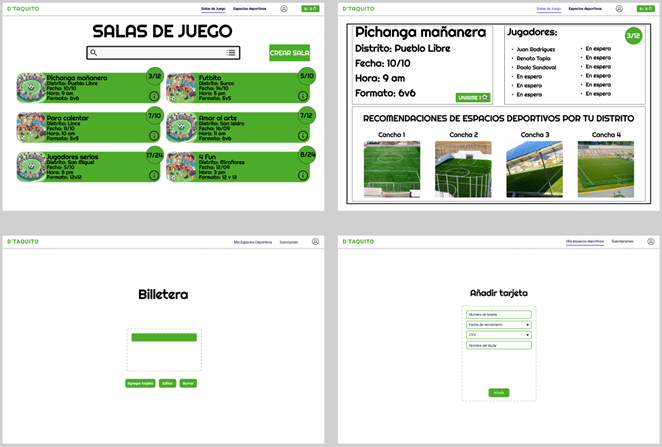 D'TAQUITO
Salas de Juego
Espacios deportivos
SALAS DE JUEGO
CREAR SALA
Pichanga mañanera
Distrito: Pueblo Libre
Fecha: 10/10
Hora: 9 am
Formato: 6v6
3/12
Futbito
Distrito: Surco
Fecha: 14/10
Hora: 5 pm
Formato: 5v5
5/10
Para calentar
Distrito: Lince
Fecha: 11/10
Hora: 10 am
Formato: 5v5
7/10
Amor al arte
Distrito: San Isidro
Fecha: 16/09
Hora: 11 am
Formato: 6v6
7/12
Jugadores serios
Distrito: San Miguel
Fecha: 5/10
Hora: 8 pm
Formato: 12v12
17/24
4 Fun
Distrito: Miraflores
Fecha: 9/10
Hora: 3 pm
Formato: 12 v 12
8/24
D'TAQUITO
Salas de Juego
Espacios deportivos
Pichanga mañanera
Distrito: Pueblo Libre
Fecha: 10/10
Hora: 9 am
Formato: 6v6
UNIRME
Jugadores:
3/12
• Juan Rodriguez
• Renato Tapia
• Paolo Sandoval
• En espera
• En espera
• En espera
• En espera
• En espera
• En espera
• En espera
• En espera
• En espera
RECOMENDACIONES DE ESPACIOS DEPORTIVOS POR TU DISTRITO
Cancha 1
Cancha 2
Cancha 3
Cancha 4
D'TAQUITO
Mis Espacios Deportivos
Suscripción
Billetera
Agregar tarjeta
Editar
Borrar
D'TAQUITO
Mis espacios deportivos
Suscripciones
Añadir tarjeta
Numero de tarjeta
Fecha de vencimiento
CVV
Nombre del titular
Añadir